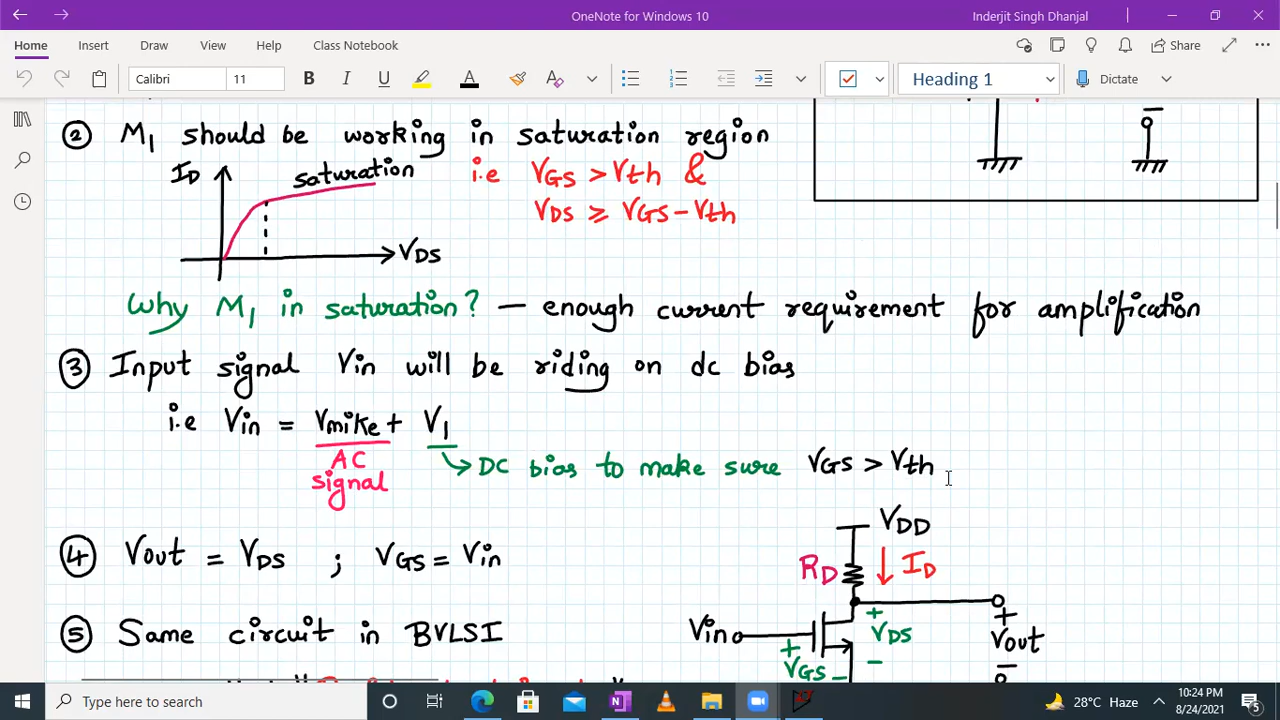 OneNote for Windows 10
Inderjit Singh Dhanjal
Home Insert Draw View Help Class Notebook
Share
Calibri 11 B I U A A Heading 1 Dictate
② M1 should be working in saturation region
ID saturation
i.e VGS > Vth &
VDS ≥ VGS - Vth
VDS
Why M1 in saturation? — enough current requirement for amplification
③ Input signal Vin will be riding on dc bias
i.e Vin = Vmike + V1
AC
signal
DC bias to make sure VGS > Vth
VDD
RD ID
④ Vout = VDS ; VGS = Vin
⑤ Same circuit in BVLSI
Vin
+
VGS -
+
VDS
-
+
Vout
-
Type here to search
28°C Haze
10:24 PM
8/24/2021
5